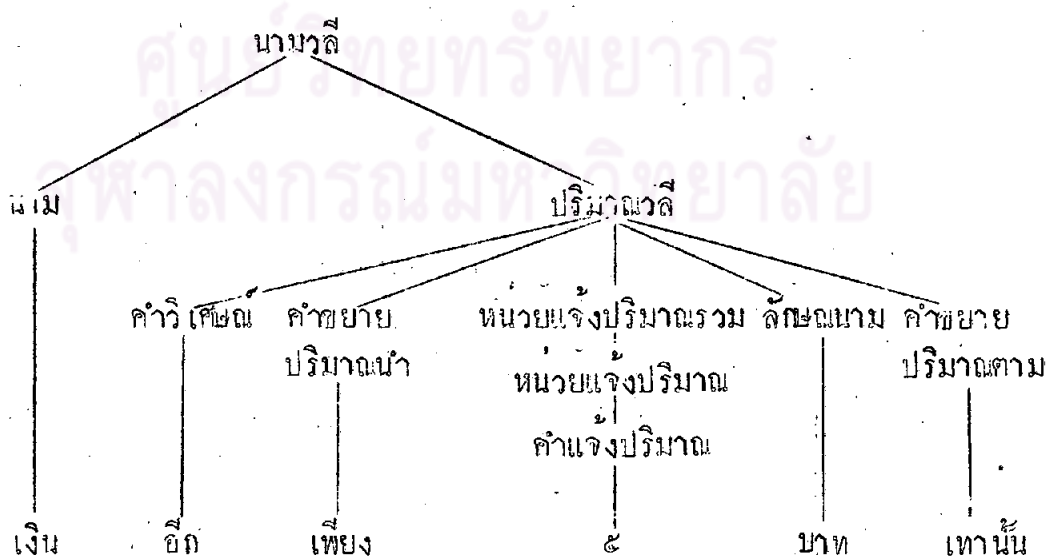 นามวลี
ศูนย์วิทยทรัพยากร
จุฬาลงกรณ์มหาวิทยาลัย
นาม ปริมาณวลี
คำวิเศษณ์ คำขยาย หน่วยแจ้งปริมาณรวม ลักษณนาม คำขยาย
ปริมาณนำ หน่วยแจ้งปริมาณ ปริมาณตาม
คำแจ้งปริมาณ
เงิน อีก เพียง ๕ บาท เท่านั้น